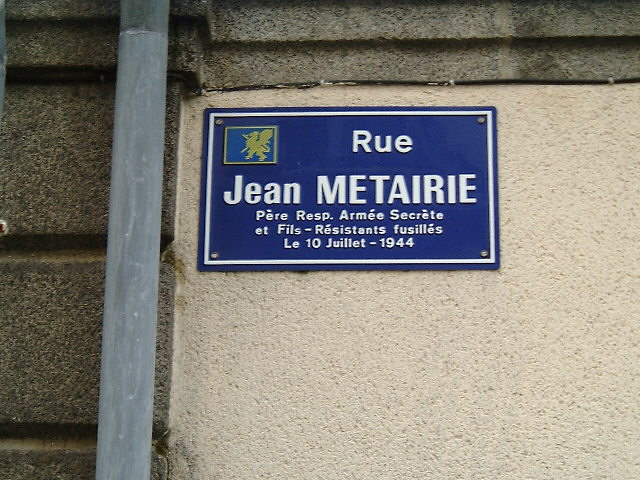 Rue
Jean METAIRIE
Père Resp. Armée Secrète
et Fils - Résistants fusillés
Le 10 Juillet - 1944